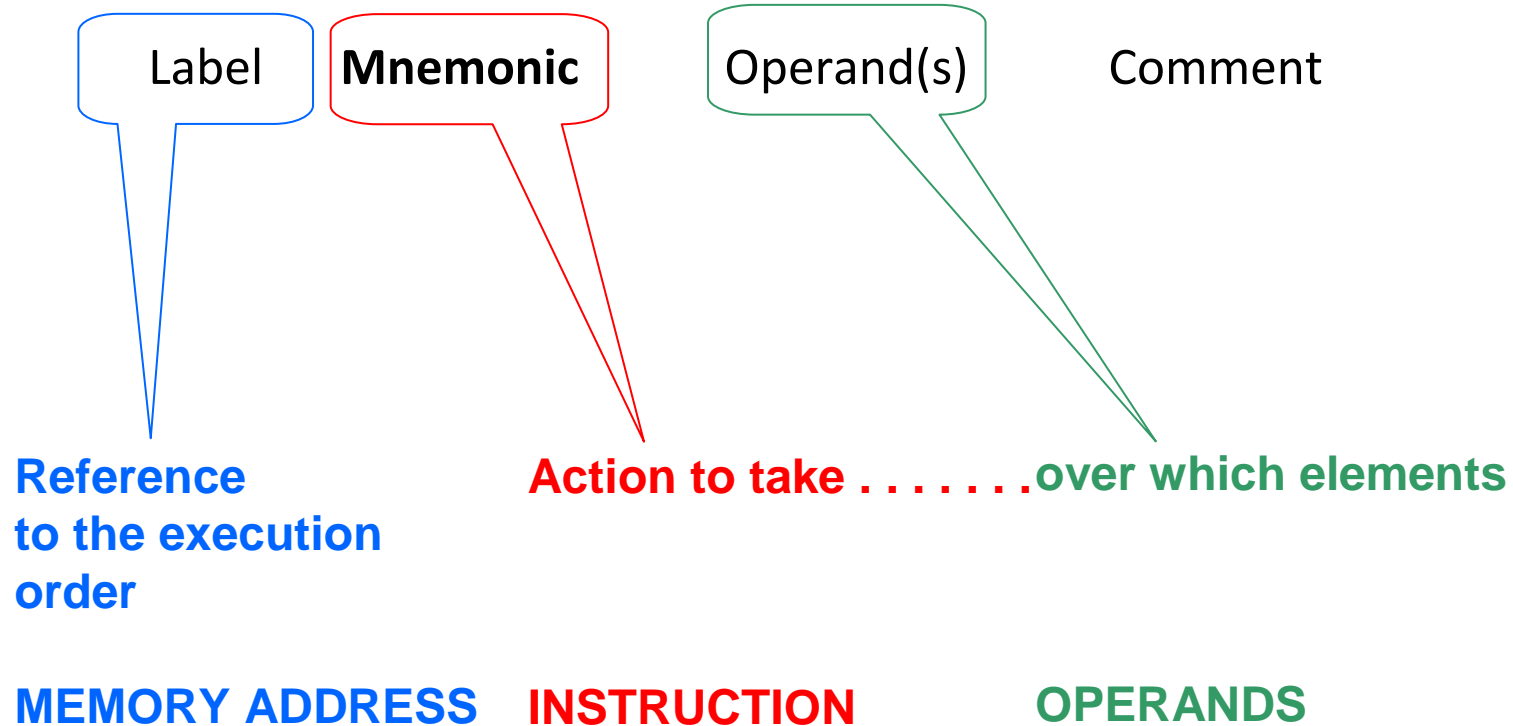 Label Mnemonic Operand(s) Comment
Reference
to the execution
order
Action to take . . . . . . . over which elements
MEMORY ADDRESS INSTRUCTION OPERANDS